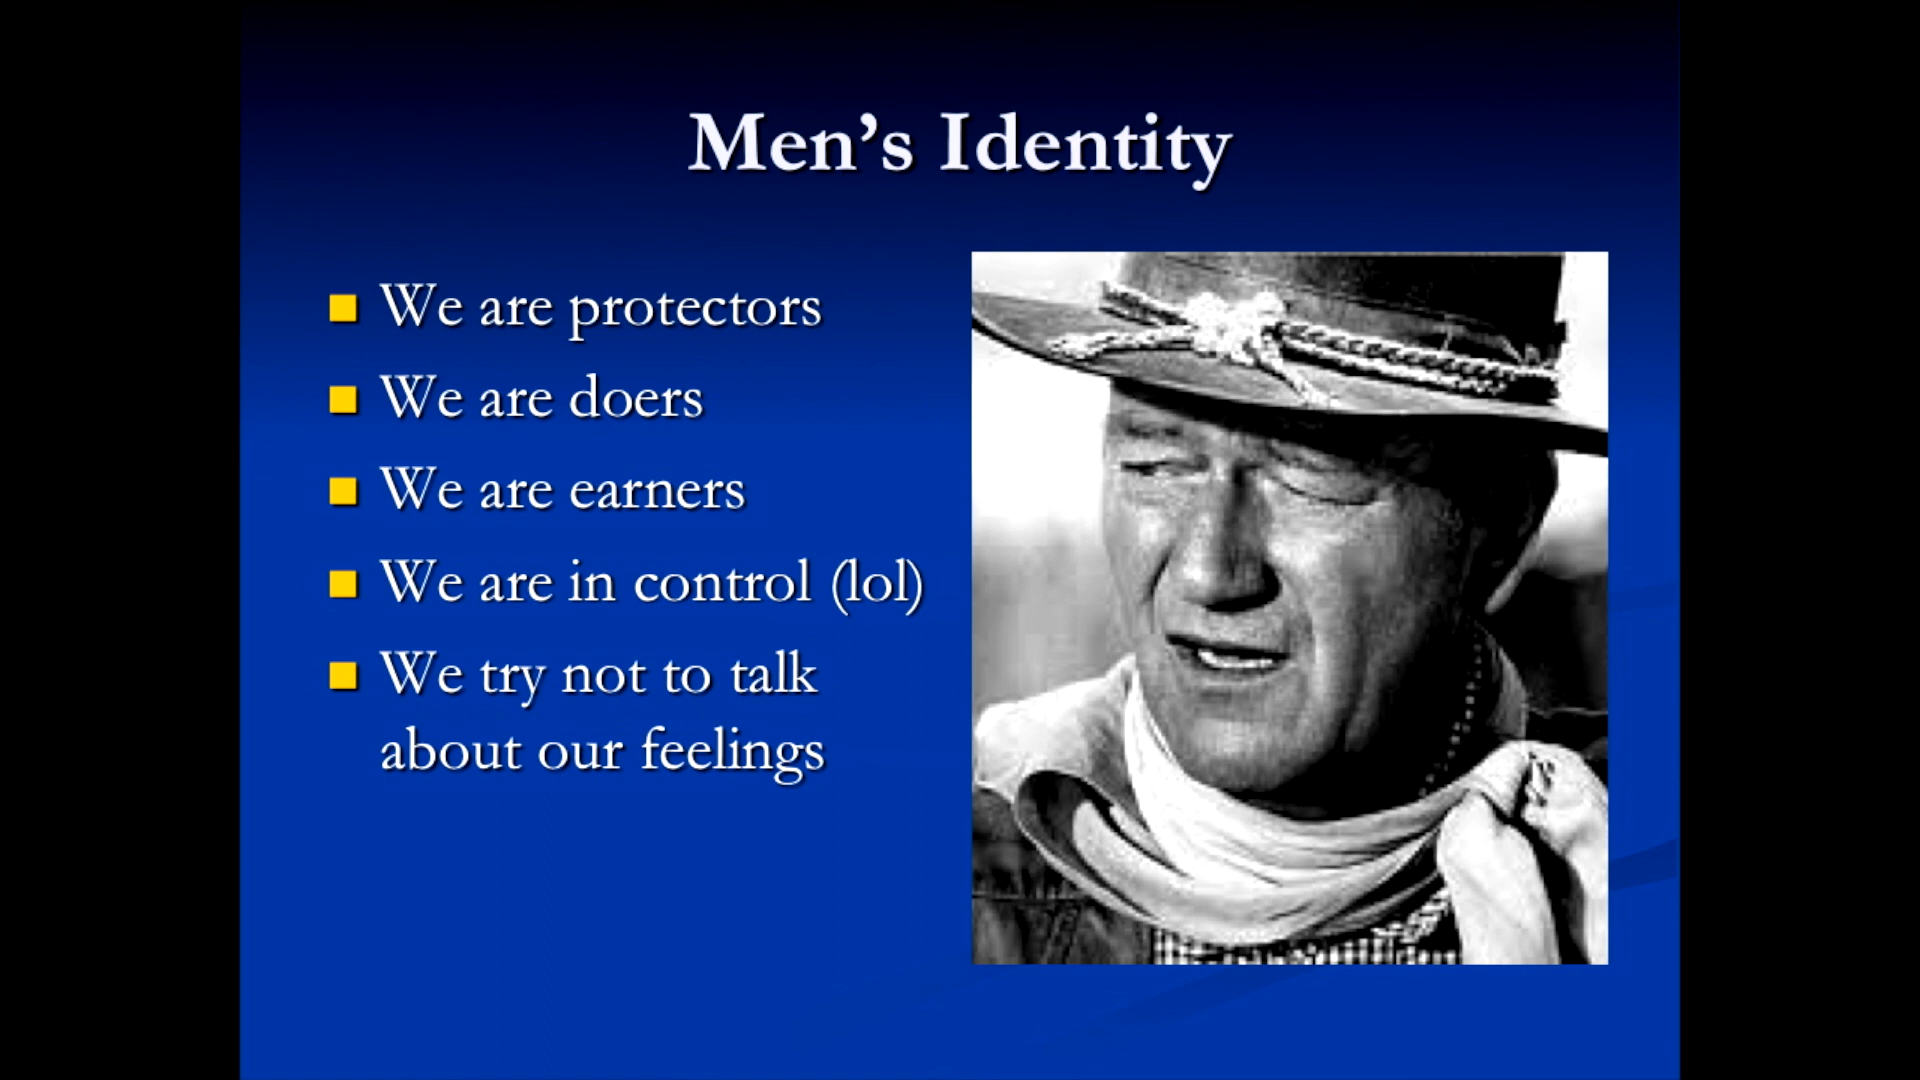 Men’s Identity
We are protectors
We are doers
We are earners
We are in control (lol)
We try not to talk
about our feelings